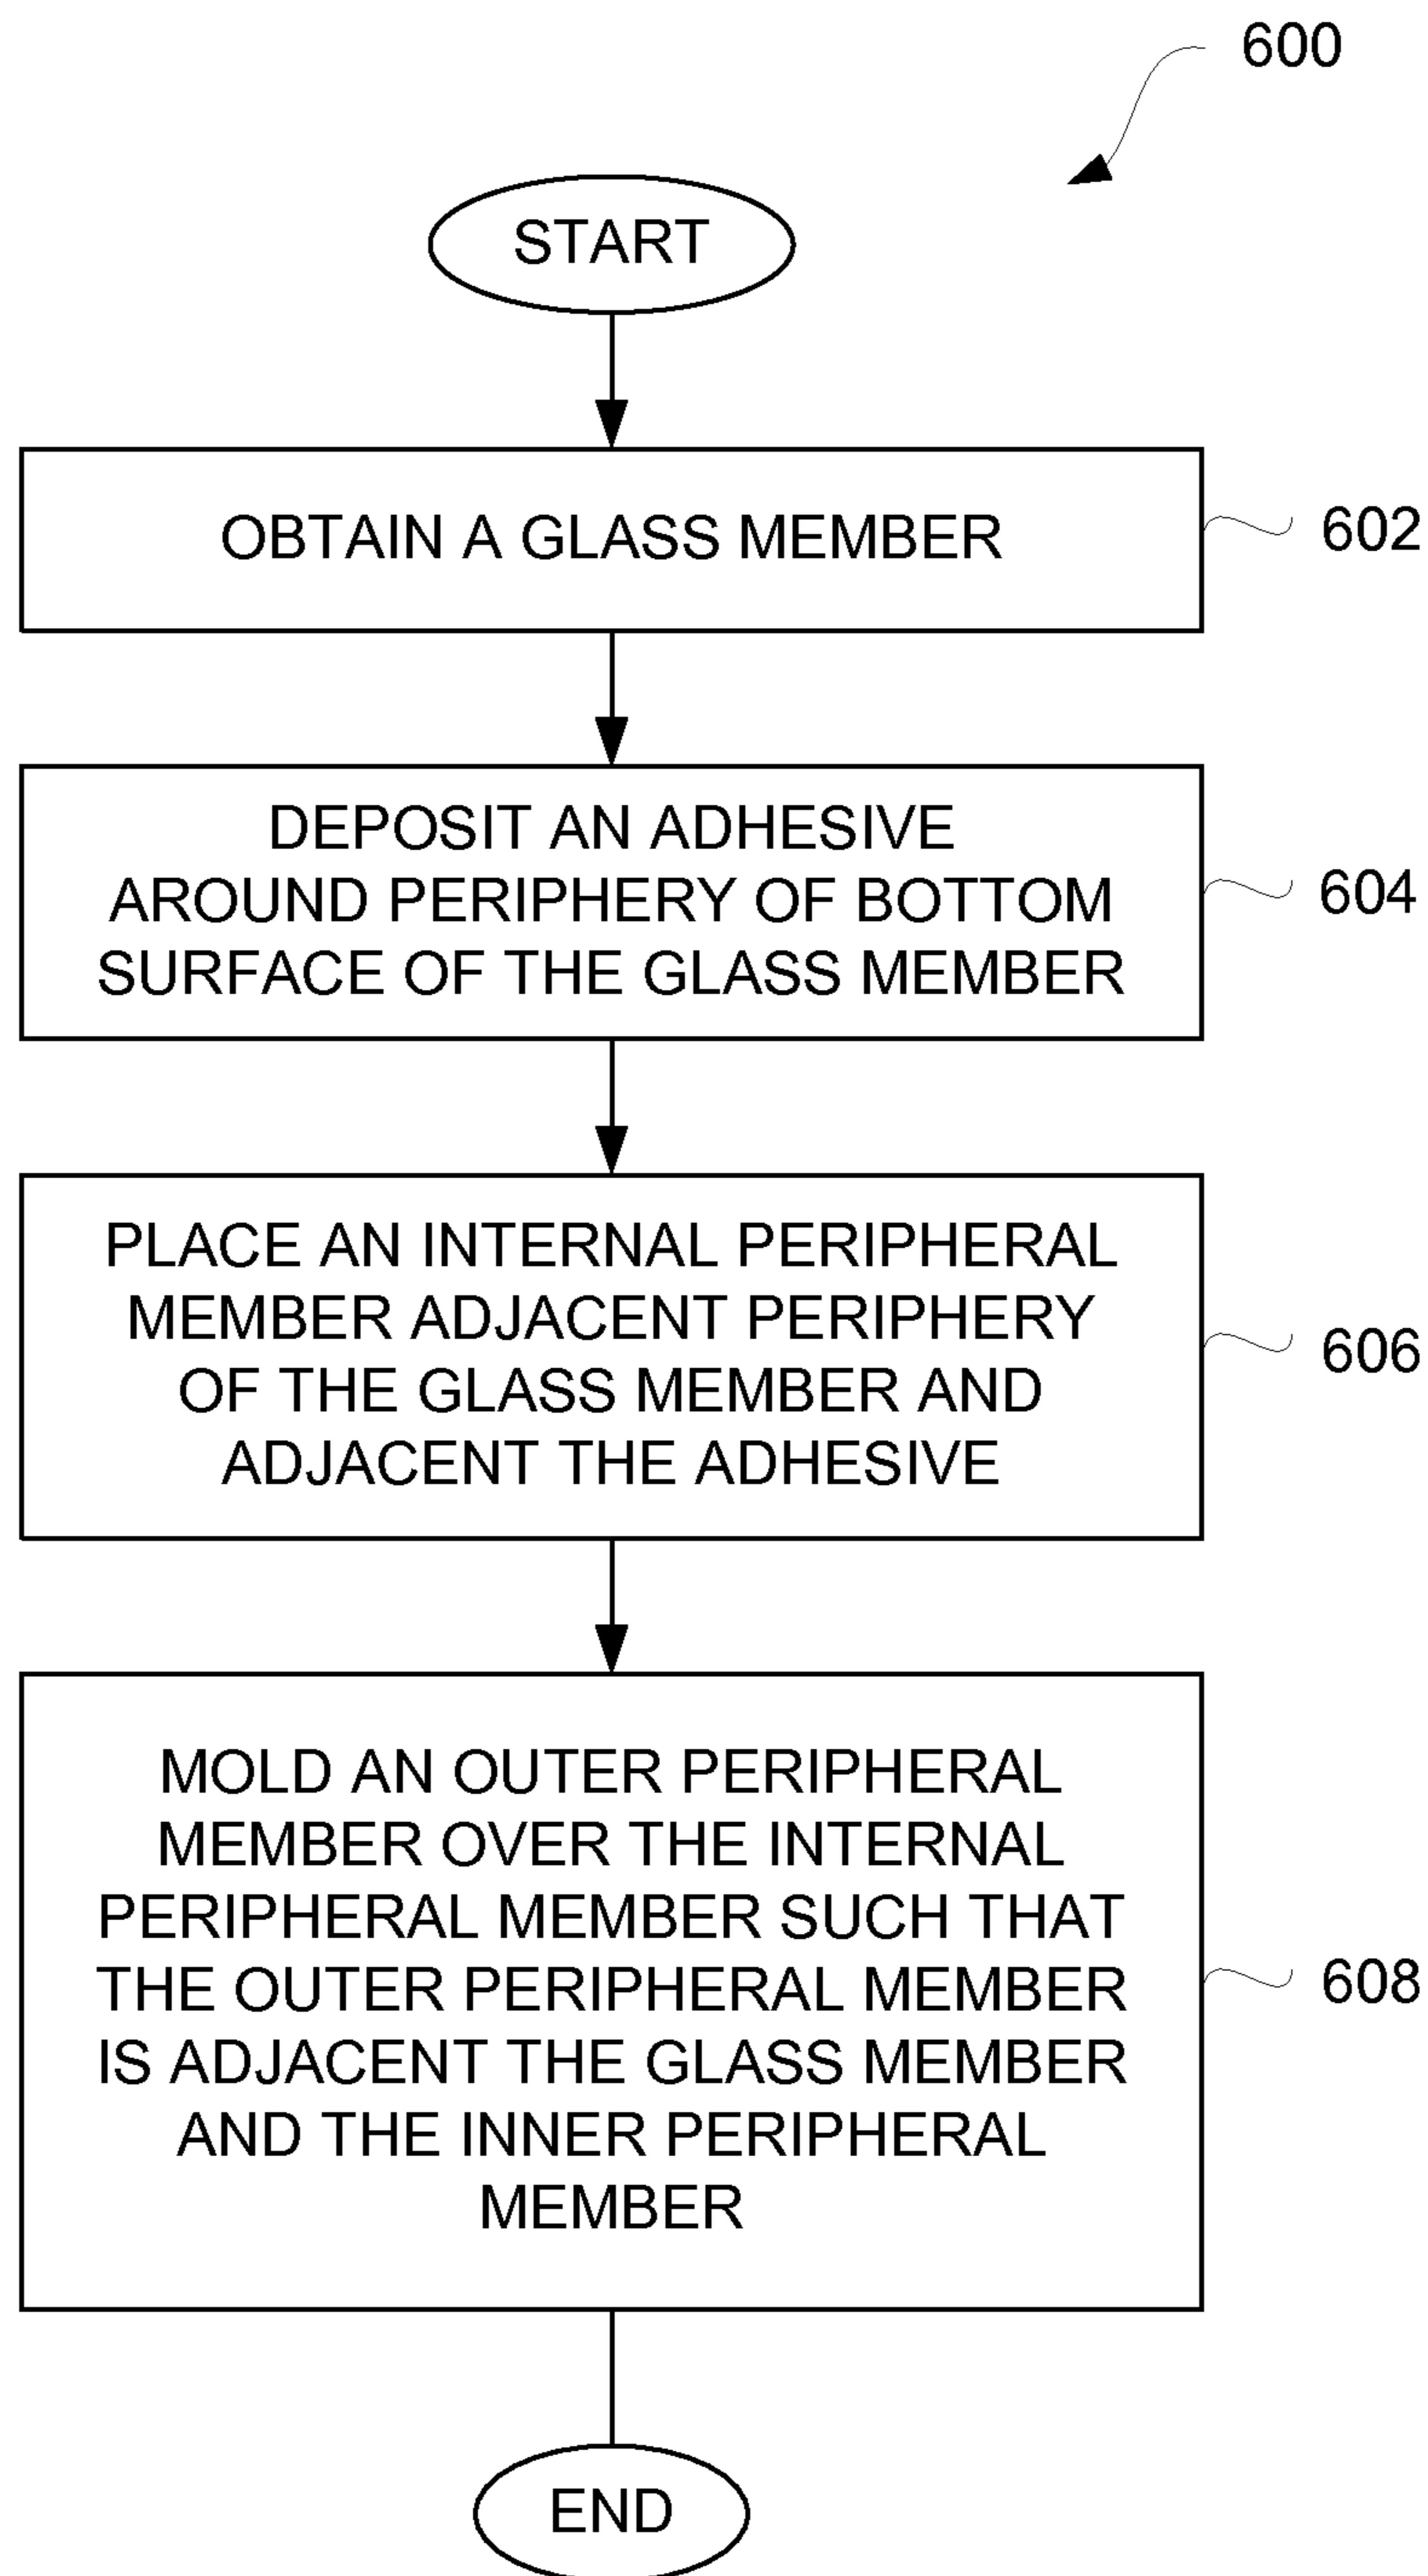 600
START
OBTAIN A GLASS MEMBER
602
DEPOSIT AN ADHESIVE
AROUND PERIPHERY OF BOTTOM
SURFACE OF THE GLASS MEMBER
604
PLACE AN INTERNAL PERIPHERAL
MEMBER ADJACENT PERIPHERY
OF THE GLASS MEMBER AND
ADJACENT THE ADHESIVE
606
MOLD AN OUTER PERIPHERAL
MEMBER OVER THE INTERNAL
PERIPHERAL MEMBER SUCH THAT
THE OUTER PERIPHERAL MEMBER
IS ADJACENT THE GLASS MEMBER
AND THE INNER PERIPHERAL
MEMBER
608
END